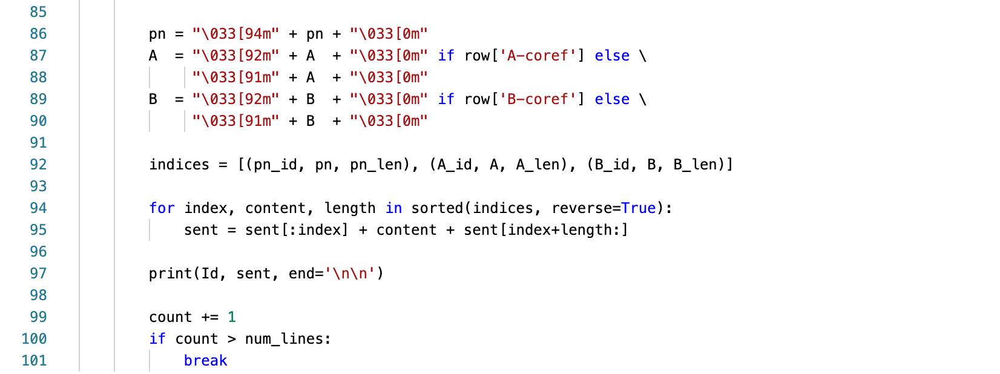 85
86 pn = "\033[94m" + pn + "\033[0m"
87 A  = "\033[92m" + A  + "\033[0m" if row['A-coref'] else \
88      "\033[91m" + A  + "\033[0m"
89 B  = "\033[92m" + B  + "\033[0m" if row['B-coref'] else \
90      "\033[91m" + B  + "\033[0m"
91
92 indices = [(pn_id, pn, pn_len), (A_id, A, A_len), (B_id, B, B_len)]
93
94 for index, content, length in sorted(indices, reverse=True):
95     sent = sent[:index] + content + sent[index+length:]
96
97 print(Id, sent, end='\n\n')
98
99 count += 1
100 if count > num_lines:
101     break